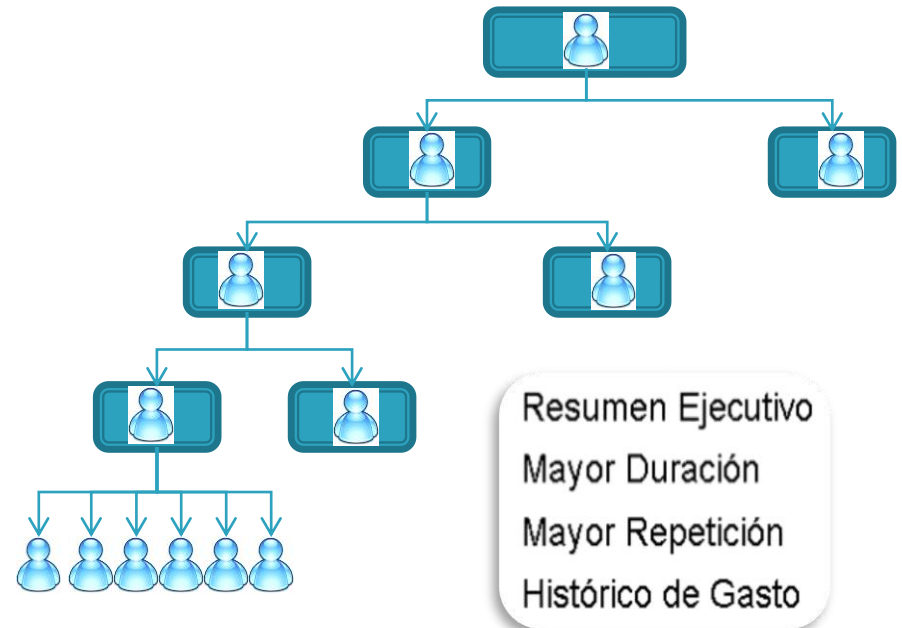 Resumen Ejecutivo
Mayor Duración
Mayor Repetición
Histórico de Gasto